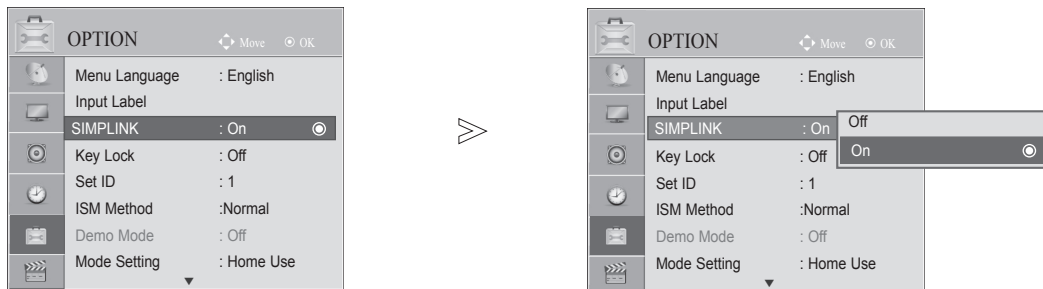 OPTION Move OK
Menu Language : English
Input Label
SIMPLINK : On
Key Lock : Off
Set ID : 1
ISM Method :Normal
Demo Mode : Off
Mode Setting : Home Use
OPTION Move OK
Menu Language : English
Input Label
SIMPLINK : On
Key Lock : Off
Set ID : 1
ISM Method :Normal
Demo Mode : Off
Mode Setting : Home Use
Off
On